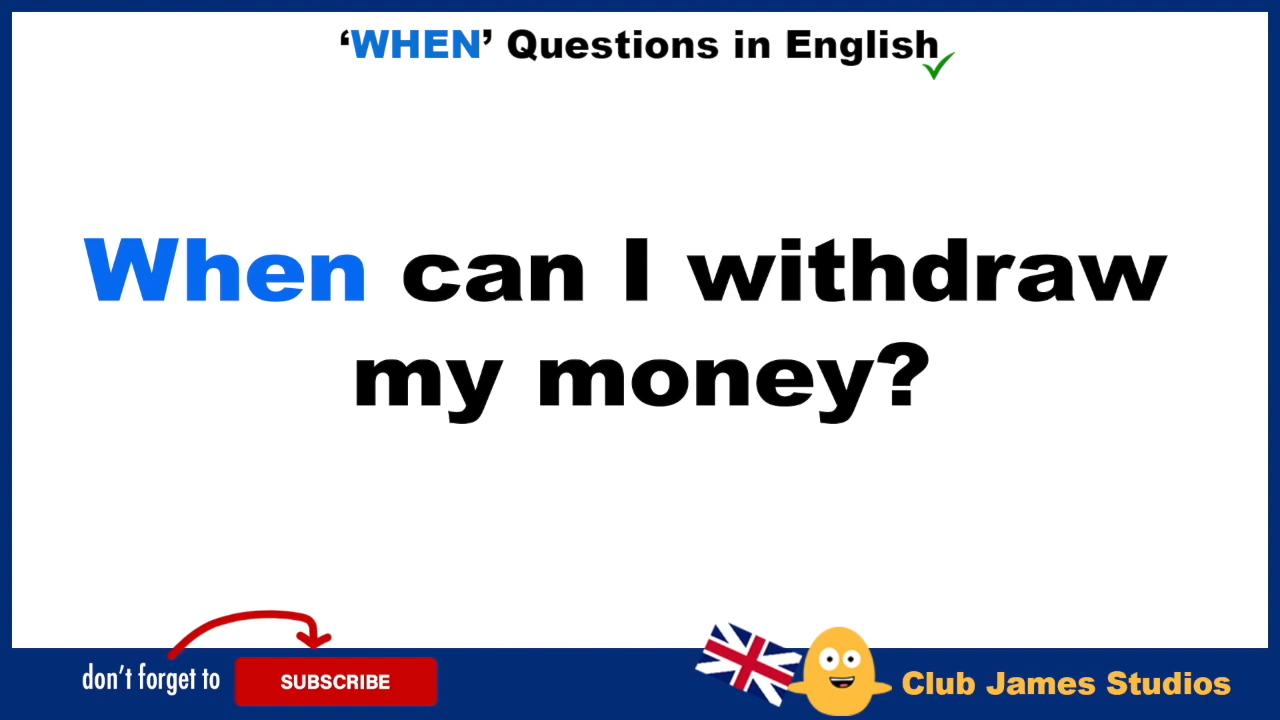 ‘WHEN’ Questions in English
When can I withdraw
my money?
don't forget to
SUBSCRIBE
Club James Studios